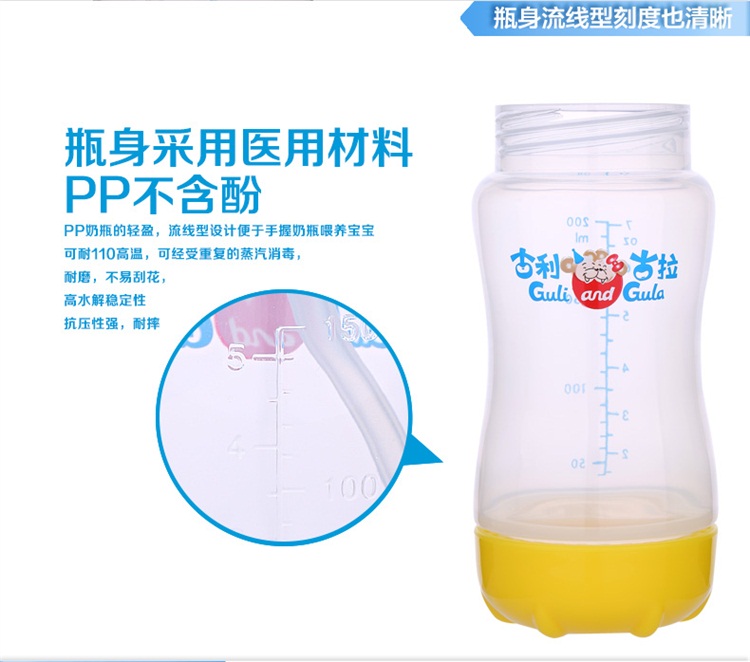 瓶身流线型刻度也清晰
瓶身采用医用材料
PP不含酚
PP奶瓶的轻盈，流线型设计便于手握奶瓶喂养宝宝
可耐110高温，可经受重复的蒸汽消毒，
耐磨，不易刮花，
高水解稳定性
抗压性强，耐摔
15
5
4
100
200
7
ml
oz
古利 古拉
Guli and Gula
5
4
100
3
2
50